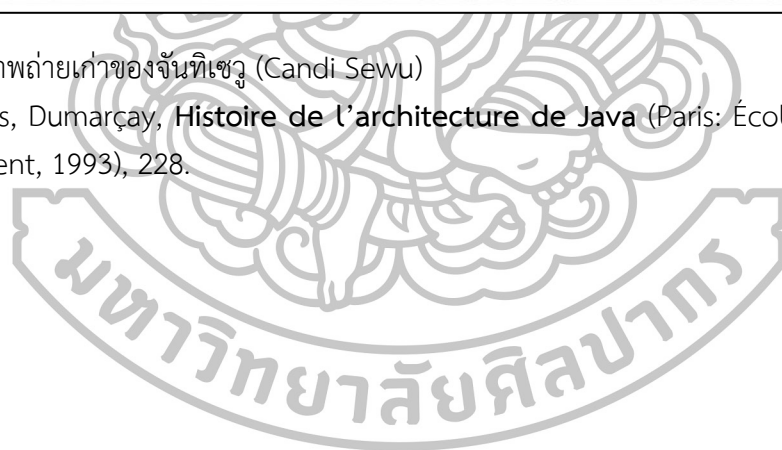 พถ่ายเก่าของจันทิเซวู (Candi Sewu)
s, Dumarçay, Histoire de l’architecture de Java (Paris: Éco
ent, 1993), 228.
มหาวิทยาลัยศิลปากร